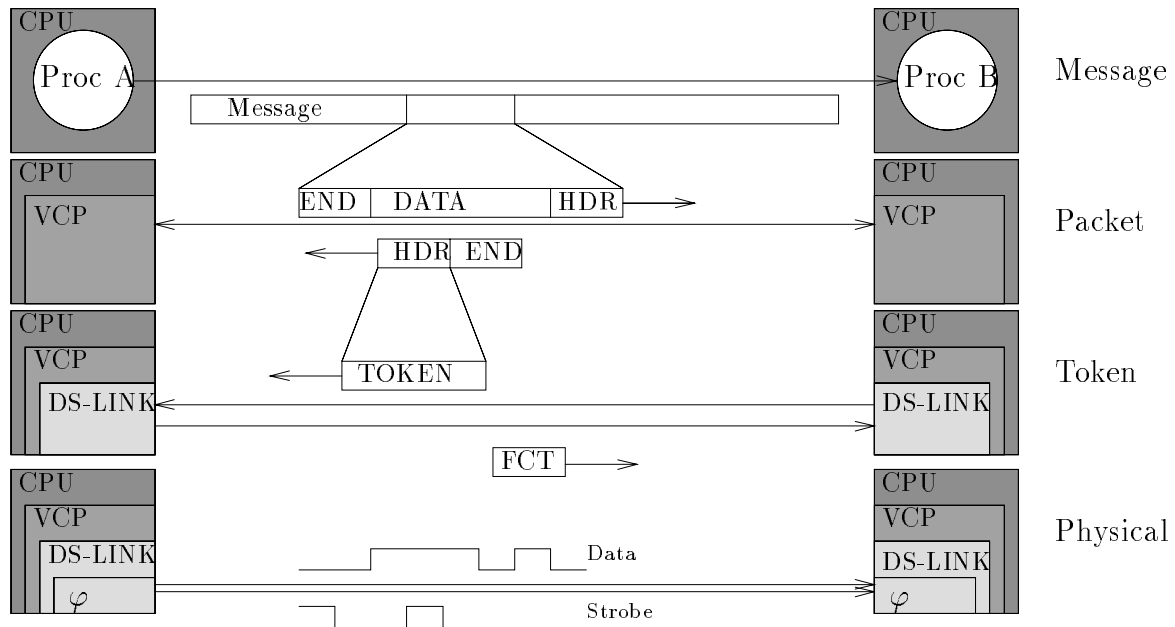 CPU CPU
Proc A Proc B Message
Message
CPU CPU
END DATA HDR
VCP VCP Packet
HDR END
CPU CPU
VCP VCP
TOKEN Token
DS-LINK DS-LINK
FCT
CPU CPU
VCP VCP Physical
DS-LINK Data DS-LINK
φ φ
Strobe